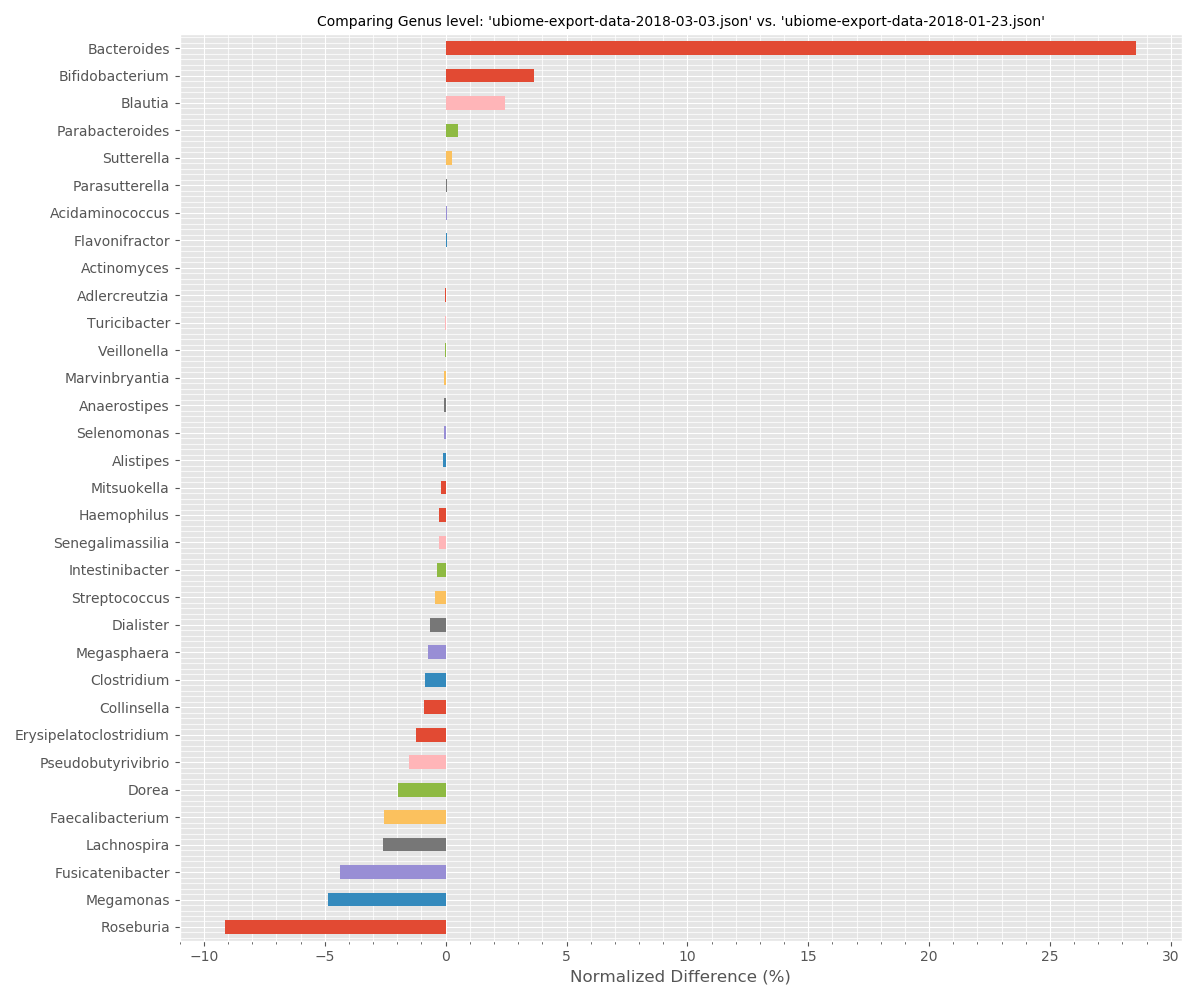 Comparing Genus level: 'ubiome-export-data-2018-03-03.json' vs. 'ubiome-export-data-2018-01-23.json'
Bacteroides
Bifidobacterium
Blautia
Parabacteroides
Sutterella
Parasutterella
Acidaminococcus
Flavonifractor
Actinomyces
Adlercreutzia
Turicibacter
Veillonella
Marvinbryantia
Anaerostipes
Selenomonas
Alistipes
Mitsuokella
Haemophilus
Senegalimassilia
Intestinibacter
Streptococcus
Dialister
Megasphaera
Clostridium
Collinsella
Erysipelatoclostridium
Pseudobutyrivibrio
Dorea
Faecalibacterium
Lachnospira
Fusicatenibacter
Megamonas
Roseburia
−10 −5 0 5 10 15 20 25 30
Normalized Difference (%)